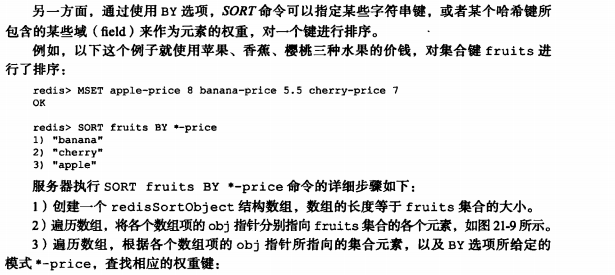 另一方面，通过使用 BY 选项，SORT 命令可以指定某些字符串键，或者某个哈希键所
包含的某些域（field）来作为元素的权重，对一个键进行排序。
例如，以下这个例子就使用苹果、香蕉、樱桃三种水果的价钱，对集合键 fruits 进
行了排序：
redis> MSET apple-price 8 banana-price 5.5 cherry-price 7
OK
redis> SORT fruits BY *-price
1) "banana"
2) "cherry"
3) "apple"
服务器执行 SORT fruits BY *-price 命令的详细步骤如下：
1）创建一个 redisSortObject 结构数组，数组的长度等于 fruits 集合的大小。
2）遍历数组，将各个数组项的 obj 指针分别指向 fruits 集合的各个元素，如图 21-9 所示。
3）遍历数组，根据各个数组项的 obj 指针所指向的集合元素，以及 BY 选项所给定的
模式 *-price，查找相应的权重键：